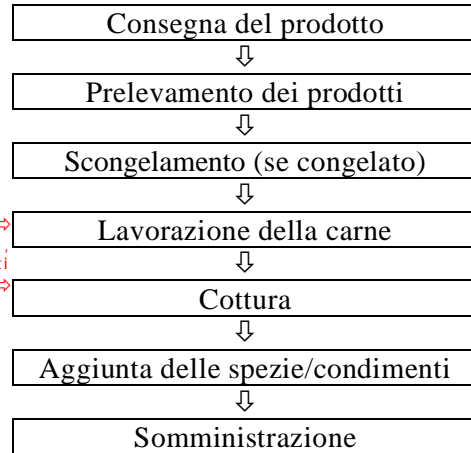 Consegna del prodotto
Prelevamento dei prodotti
Scongelamento (se congelato)
Lavorazione della carne
Cottura
Aggiunta delle spezie/condimenti
Somministrazione